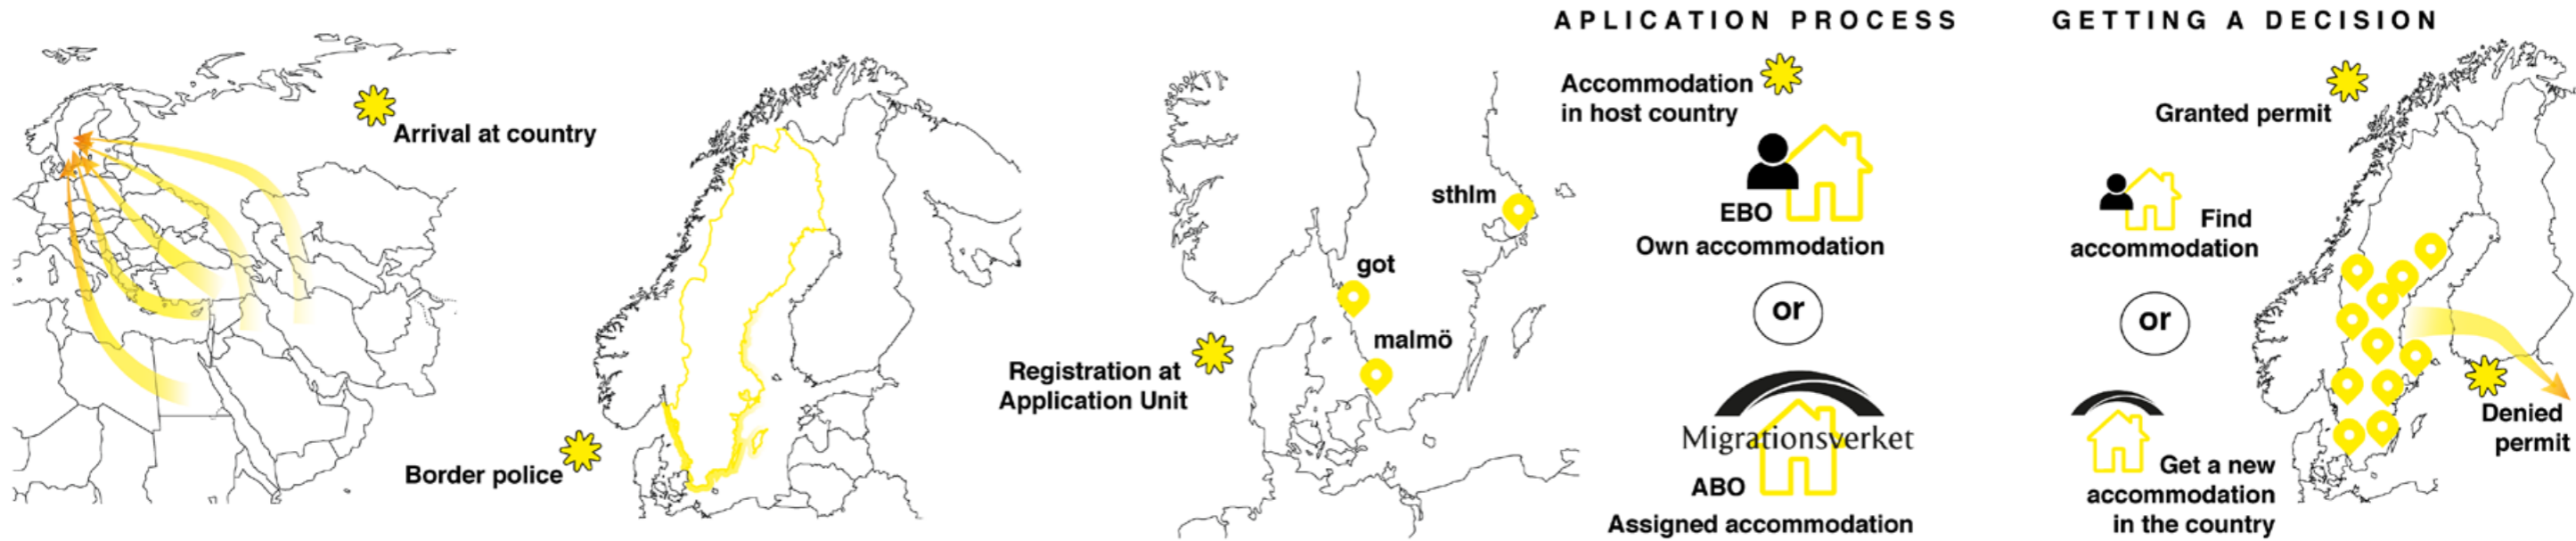 Arrival at country
Border police
Registration at
Application Unit
sthlm
got
malmö
APLICATION PROCESS
Accommodation
in host country
EBO
Own accommodation
or
Migrationsverket
ABO
Assigned accommodation
GETTING A DECISION
Granted permit
Find
accommodation
or
Get a new
accommodation
in the country
Denied
permit